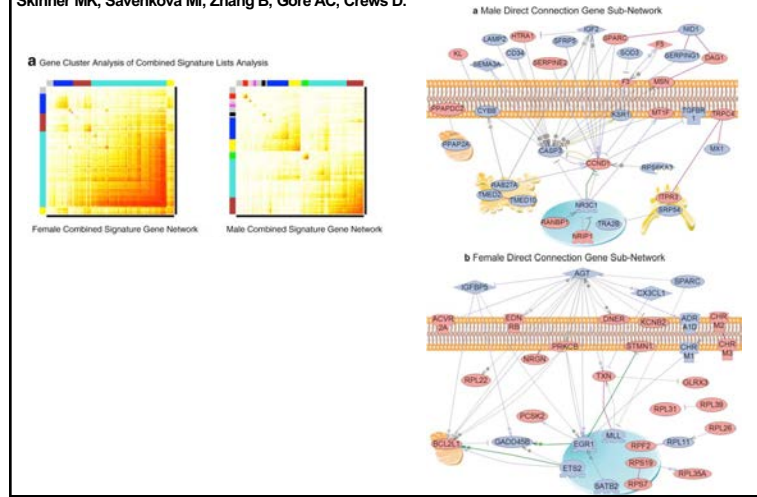 Skinner MK, Savenkova MI, Zhang B, Gore AC, Crews D.
a Gene Cluster Analysis of Combined Signature Lists Analysis
Female Combined Signature Gene Network
Male Combined Signature Gene Network
a Male Direct Connection Gene Sub-Network
LAMP2
HTRA1
SFRP5
IGF2
SPARC
NID1
KL
SEMA3A
CD34
SERPINE2
SOD3
F5
SERPING1
DAG1
F3
MSN
PPAPDC2
CYBB
KSR1
MT1F
TGFBR
1
TRPC4
PPAP2A
CASP3
CCND1
RPS6KA3
MX1
RAB27A
TMED2
TMED10
NR3C1
RANBP1
NRIP1
TRA2B
ITPR3
SRP54
b Female Direct Connection Gene Sub-Network
AGT
IGFBP5
CX3CL1
SPARC
ACVR
2A
EDN
RB
DNER
KCNB2
ADR
A1D
CHR
M2
PRKCB
STMN1
CHR
M1
CHR
M3
NRGN
RPL22
TXN
GLRX3
PCSK2
RPL31
RPL39
BCL2L1
GADD45B
EGR1
MLL
RPF2
RPL11
RPL26
ETS2
RPS19
RPL35A
SATB2
RPS7